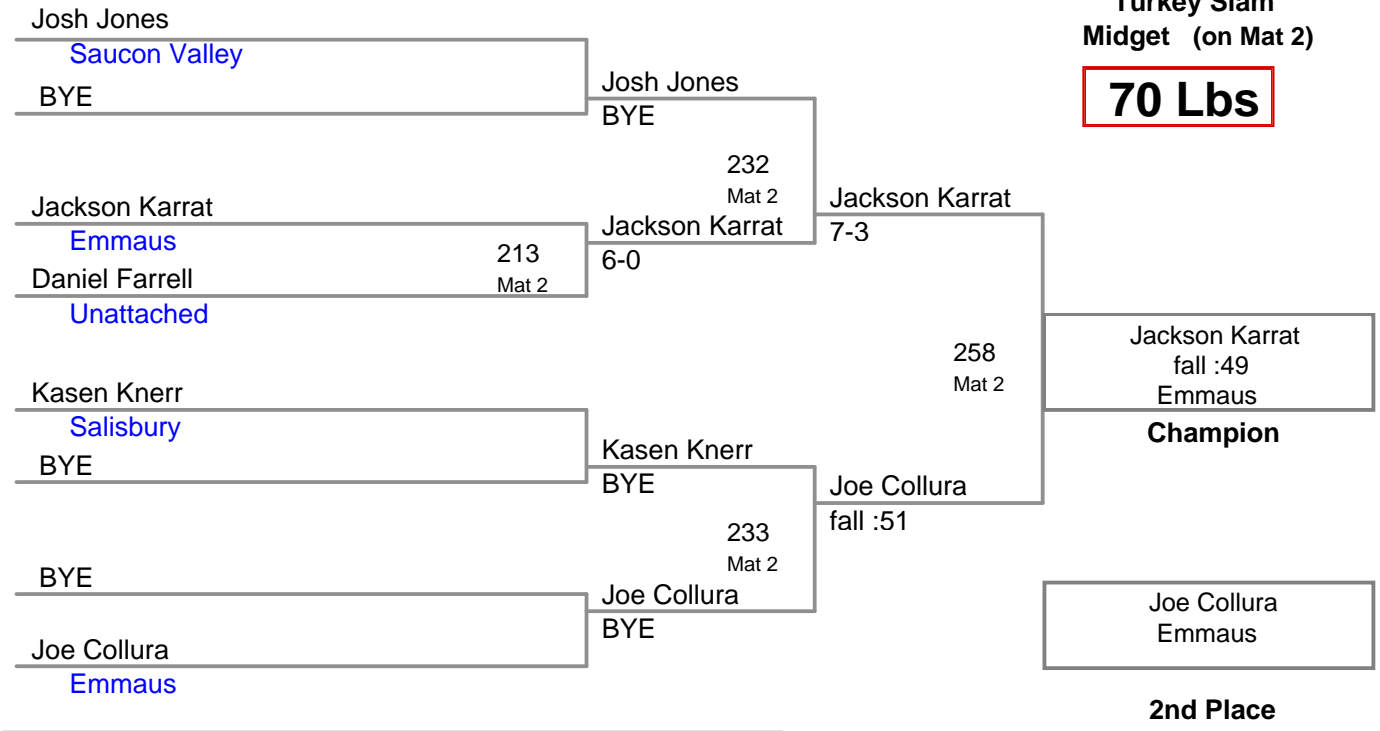 Turkey Slam
Midget (on Mat 2)
70 Lbs
Josh Jones
Saucon Valley
BYE
Josh Jones
BYE
232
Mat 2
Jackson Karrat
Emmaus
213
Mat 2
Daniel Farrell
Unattached
Jackson Karrat
6-0
Jackson Karrat
7-3
258
Mat 2
Jackson Karrat
fall :49
Emmaus
Champion
Kasen Knerr
Salisbury
BYE
Kasen Knerr
BYE
233
Mat 2
Joe Collura
fall :51
BYE
Joe Collura
Emmaus
Joe Collura
BYE
Joe Collura
Emmaus
2nd Place